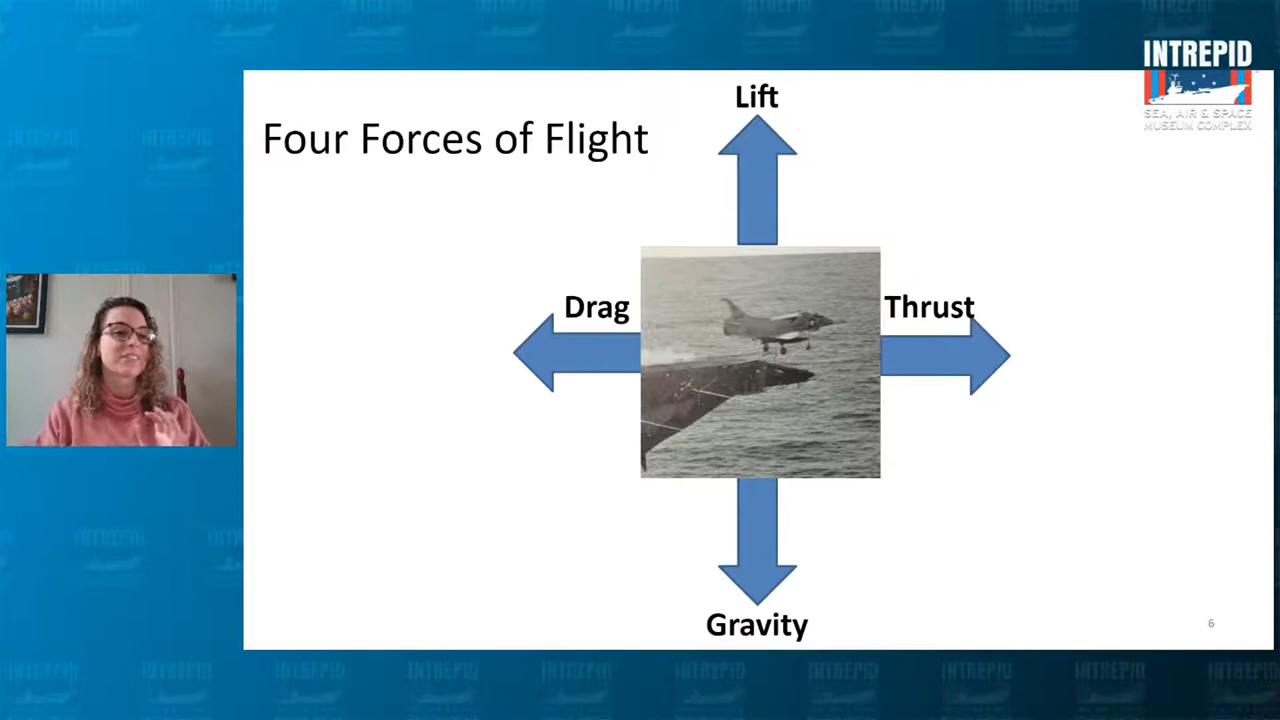 INTREPID
SEA, AIR & SPACE
MUSEUM COMPLEX
Four Forces of Flight
Lift
Drag
Thrust
Gravity
6